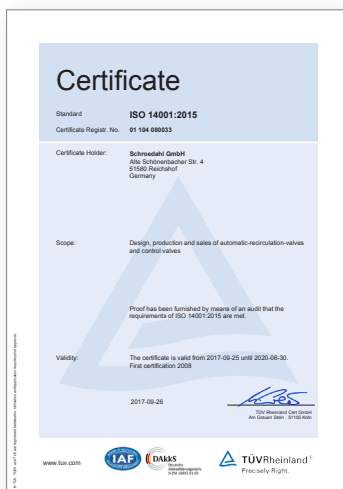 Certificate
Standard ISO 14001:2015
Certificate Registr. No. 01 104 080033
Certificate Holder: Schroedahl GmbH
Alte Schönenbacher Str. 4
51580 Reichshof
Germany
Scope: Design, production and sales of automatic-recirculation-valves
and control valves
Proof has been furnished by means of an audit that the
requirements of ISO 14001:2015 are met.
Validity: The certificate is valid from 2017-09-25 until 2020-06-30.
First certification 2008
2017-09-26
TÜV Rheinland Cert GmbH
Am Grauen Stein · 51105 Köln
www.tuv.com
IAF
DAkkS
Deutsche
Akkreditierungsstelle
TÜVRheinland®
Precisely Right.